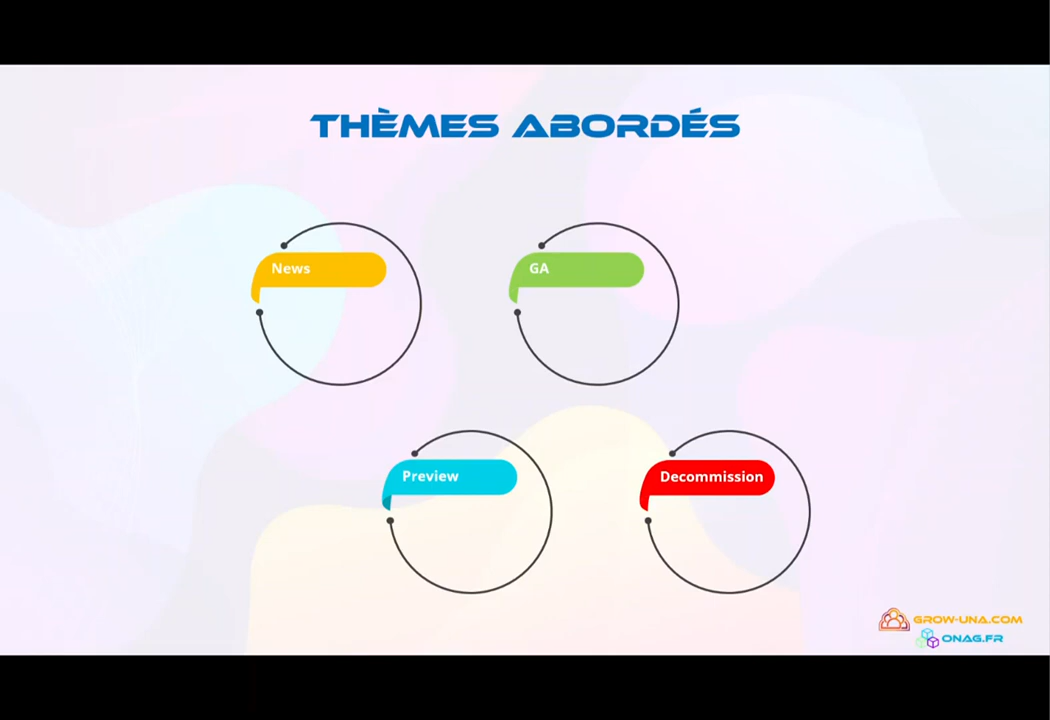 THÈMES ABORDÉS
News
GA
Preview
Decommission
GROW-UNA.COM
ONAG.FR